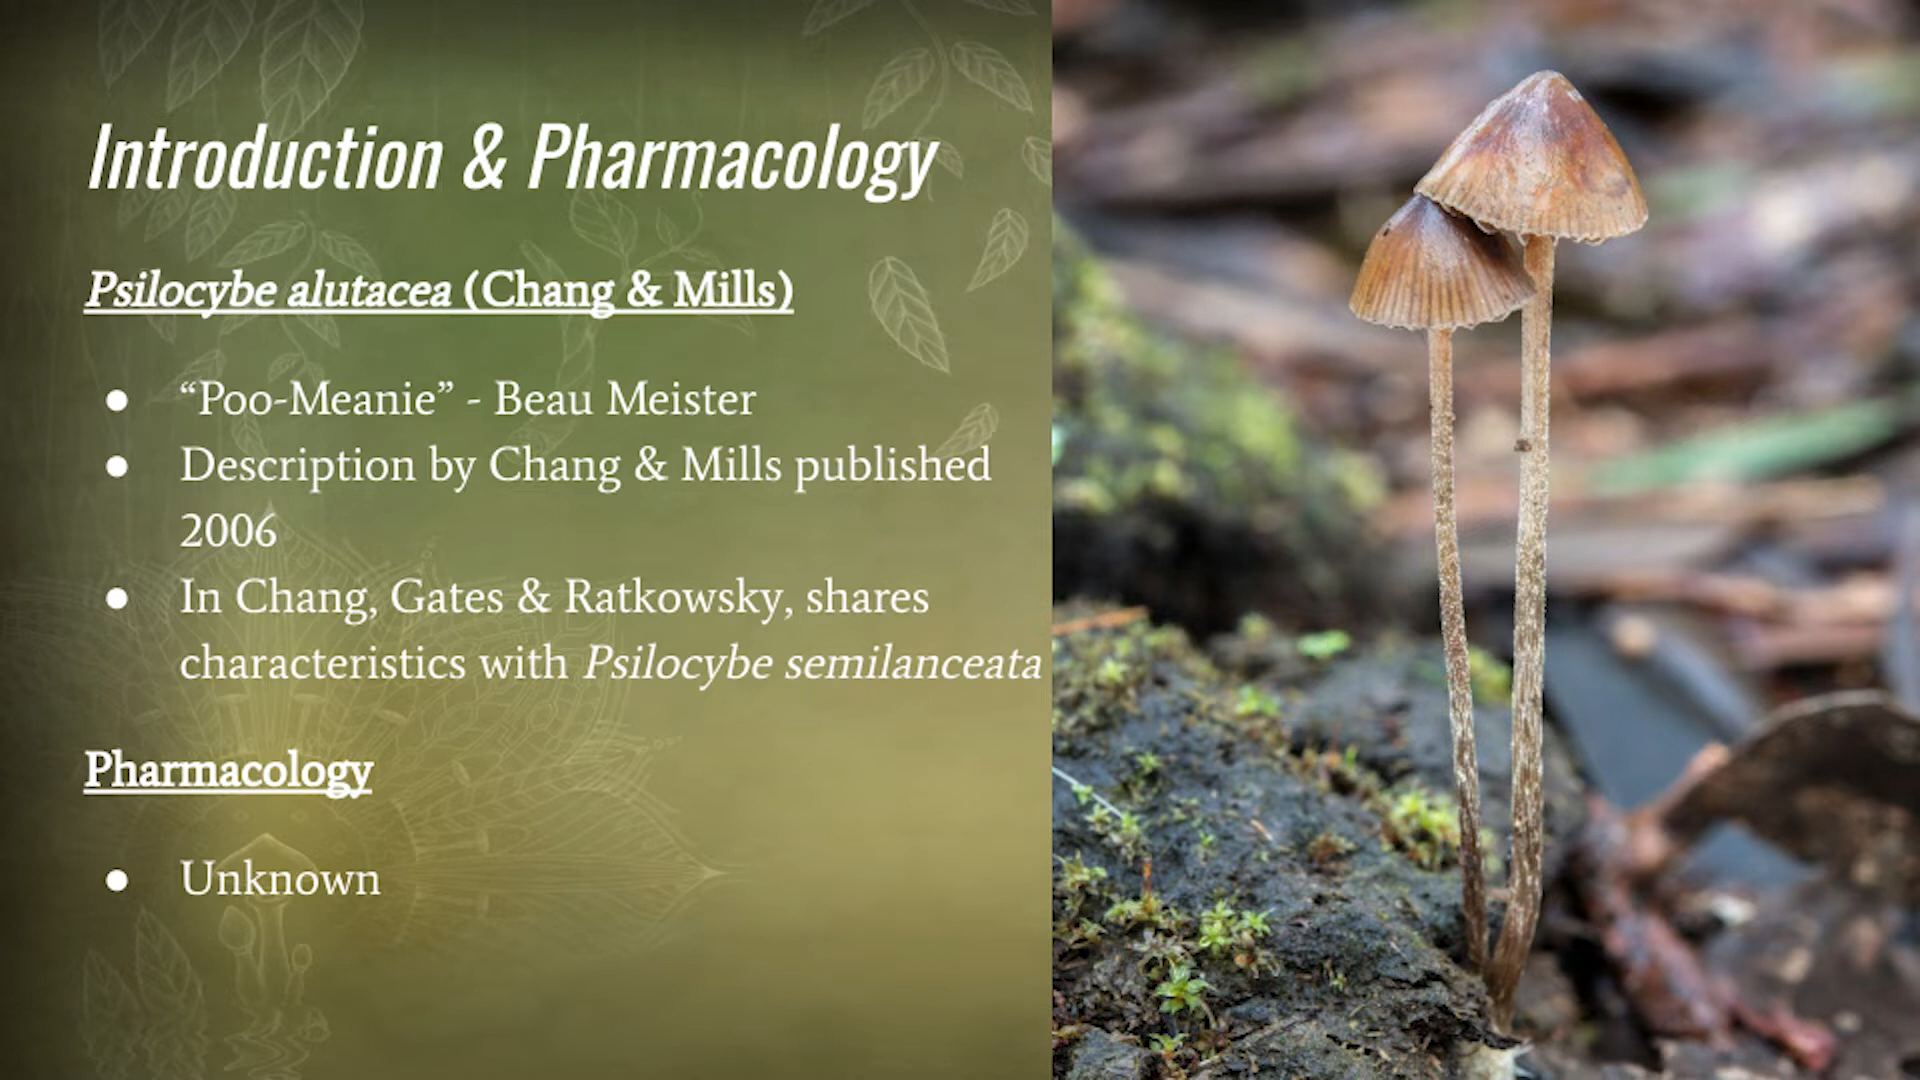 Introduction & Pharmacology
Psilocybe alutacea (Chang & Mills)
● “Poo-Meanie” - Beau Meister
● Description by Chang & Mills published
2006
● In Chang, Gates & Ratkowsky, shares
characteristics with Psilocybe semilanceata
Pharmacology
● Unknown